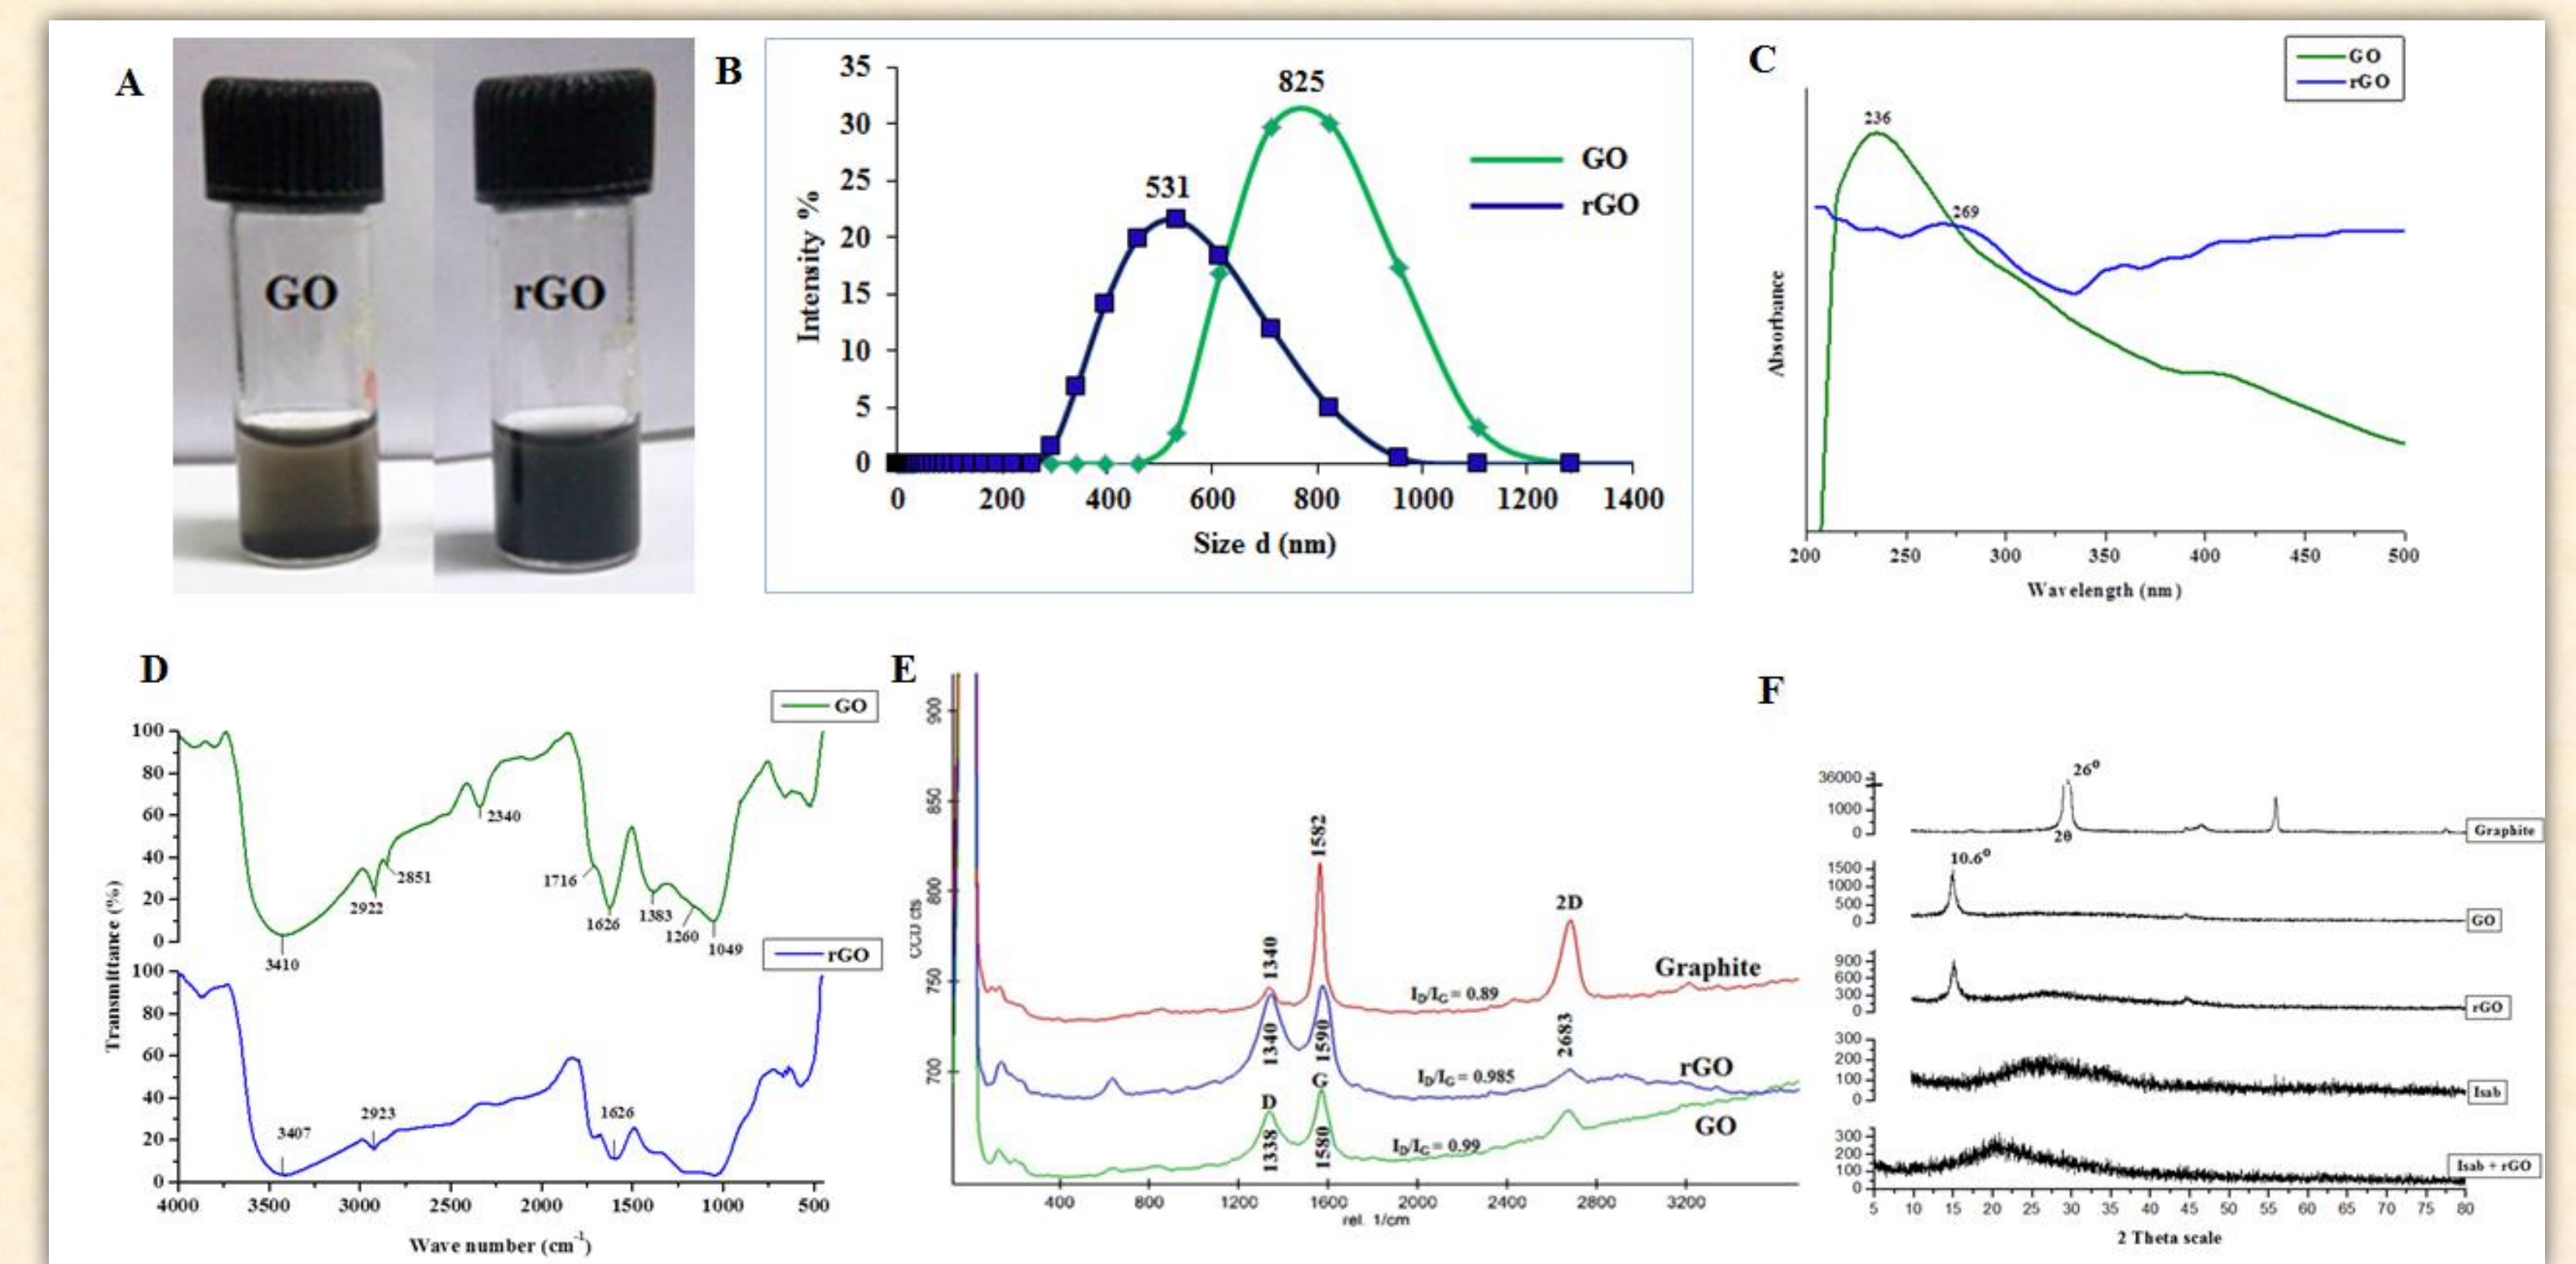 A
GO
rGO
B
825
531
35
30
25
20
15
10
5
0
Intensity %
0 200 400 600 800 1000 1200 1400
Size d (nm)
GO
rGO
C
GO
rGO
236
269
Absorbance
200 250 300 350 400 450 500
Wavelength (nm)
D
GO
100
80
60
40
20
0
3410
2922
2851
2340
1716
1626
1383
1260
1049
rGO
100
80
60
40
20
0
3407
2923
1626
Transmittance (%)
4000 3500 3000 2500 2000 1500 1000 500
Wave number (cm-1)
E
900
850
800
750
700
CCD cts
1340
1582
2D
Graphite
ID/IG = 0.89
1340
1590
2683
rGO
ID/IG = 0.985
D
G
1338
1580
GO
ID/IG = 0.99
400 800 1200 1600 2000 2400 2800 3200
rel. 1/cm
F
36000
1000
0
26o
2θ
Graphite
1500
1000
500
0
10.6o
GO
900
600
300
0
rGO
300
200
100
0
Isab
300
200
100
0
Isab + rGO
5 10 15 20 25 30 35 40 45 50 55 60 65 70 75 80
2 Theta scale